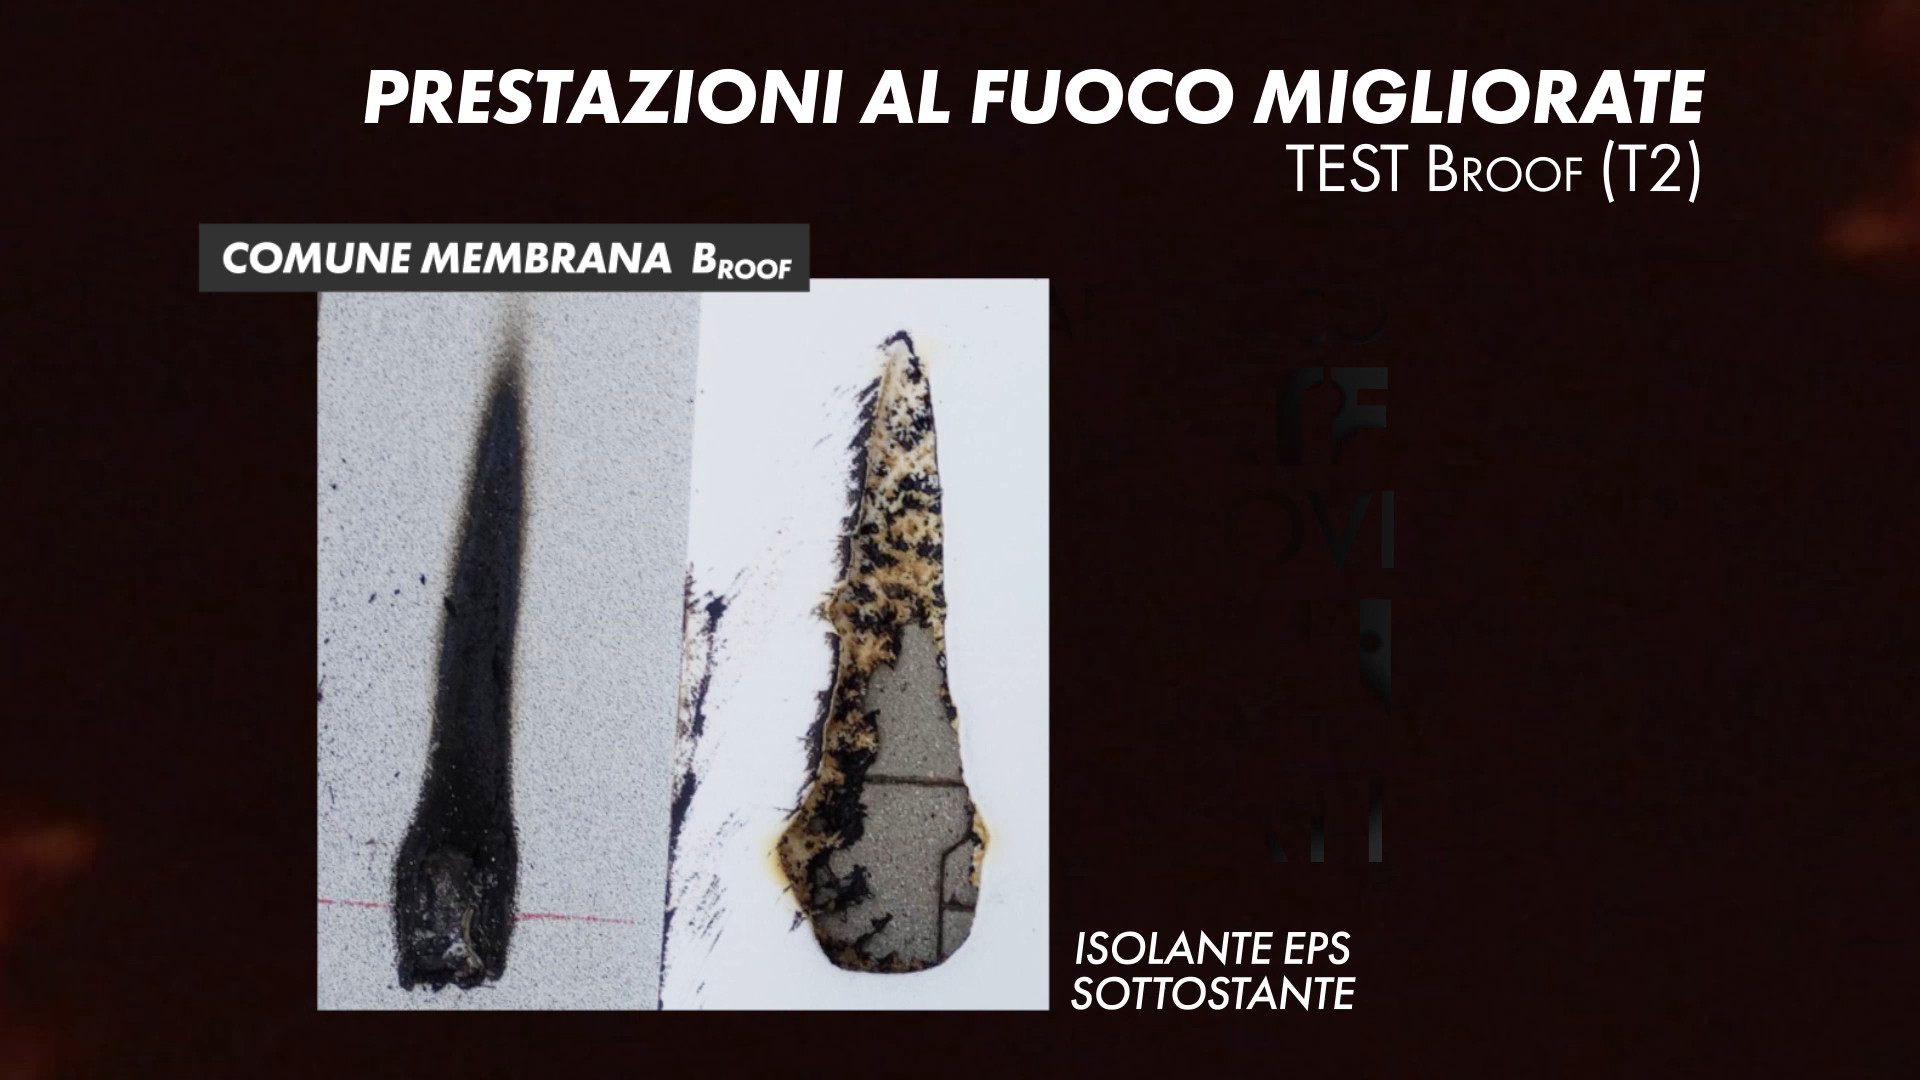 PRESTAZIONI AL FUOCO MIGLIORATE
TEST BROOF (T2)
COMUNE MEMBRANA BROOF
ISOLANTE EPS
SOTTOSTANTE